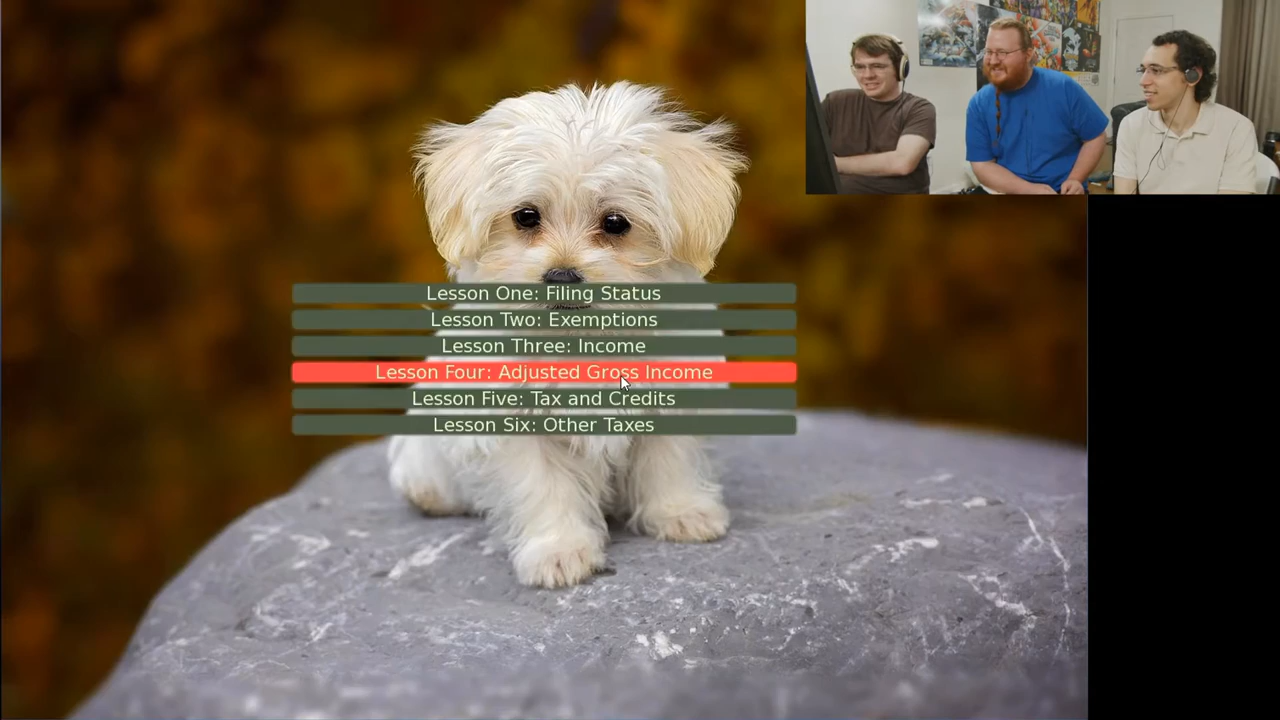 Lesson One: Filing Status
Lesson Two: Exemptions
Lesson Three: Income
Lesson Four: Adjusted Gross Income
Lesson Five: Tax and Credits
Lesson Six: Other Taxes